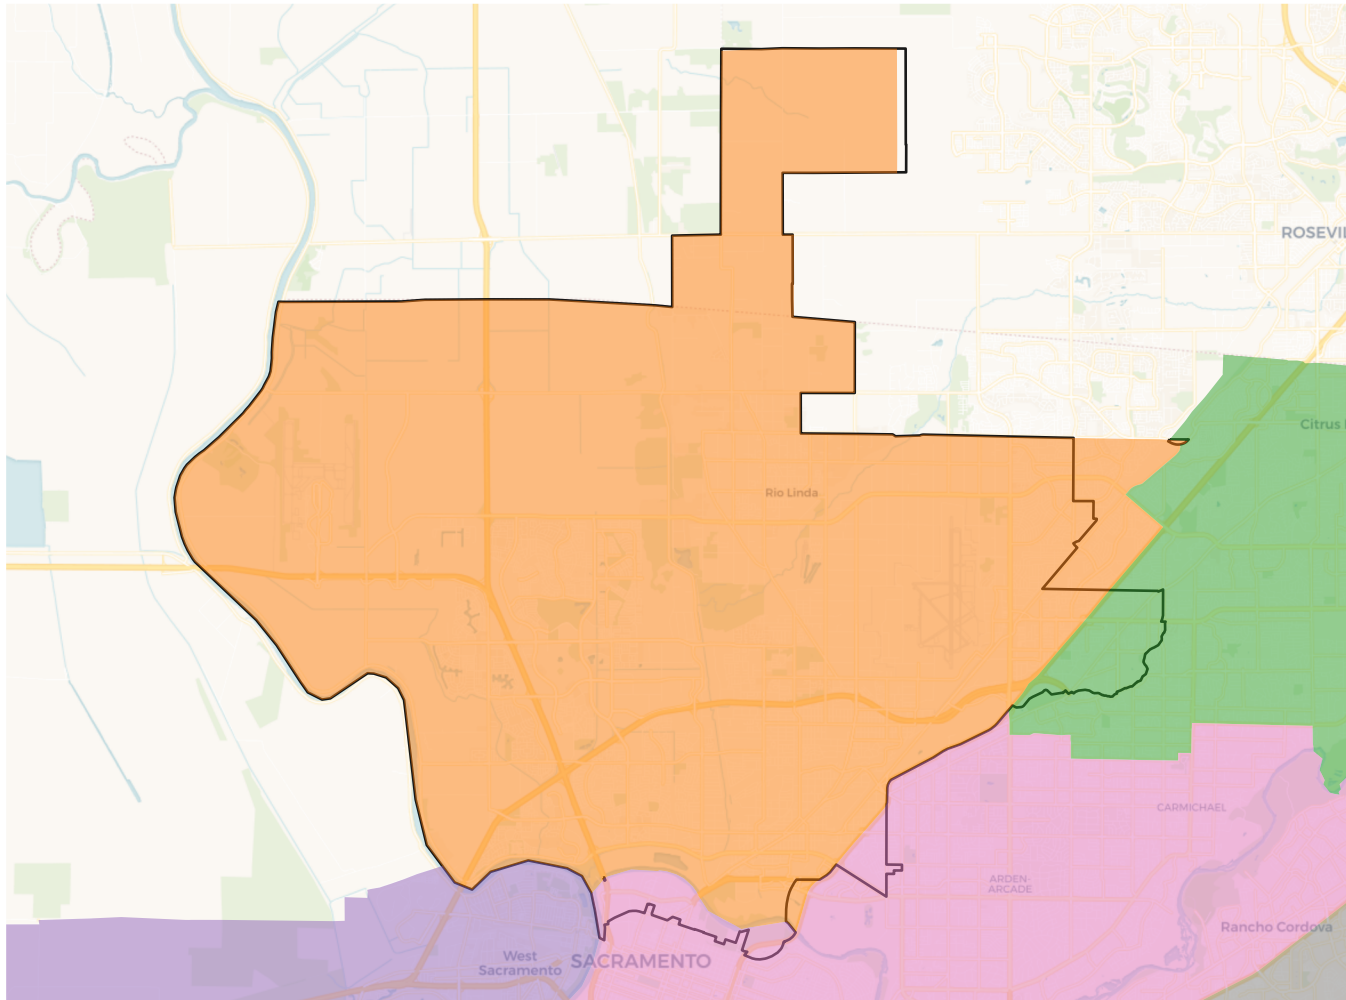 ROSEVIL
Citrus
Rio Linda
CARMICHAEL
ARDEN-
ARCADE
Rancho Cordova
West
Sacramento
SACRAMENTO